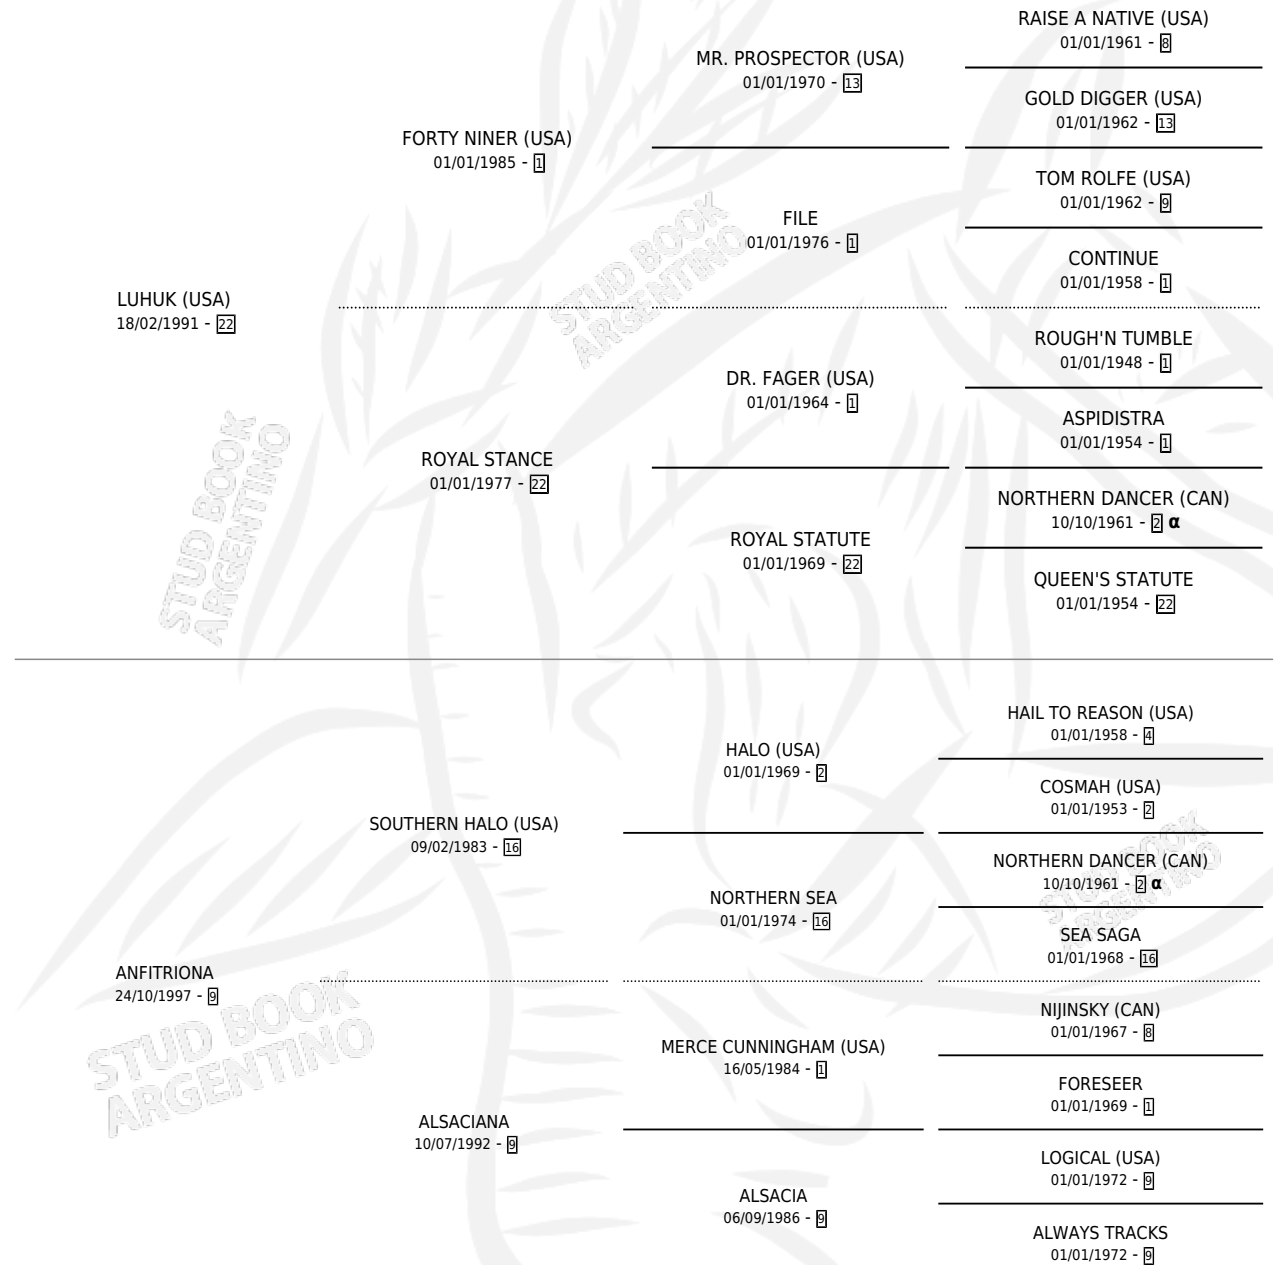 RAISE A NATIVE (USA)
01/01/1961 - 8
MR. PROSPECTOR (USA)
01/01/1970 - 13
GOLD DIGGER (USA)
01/01/1962 - 13
FORTY NINER (USA)
01/01/1985 - 1
TOM ROLFE (USA)
01/01/1962 - 9
FILE
01/01/1976 - 1
CONTINUE
01/01/1958 - 1
LUHUK (USA)
18/02/1991 - 22
ROUGH'N TUMBLE
01/01/1948 - 1
DR. FAGER (USA)
01/01/1964 - 1
ASPIDISTRA
01/01/1954 - 1
ROYAL STANCE
01/01/1977 - 22
NORTHERN DANCER (CAN)
10/10/1961 - 2 α
ROYAL STATUTE
01/01/1969 - 22
QUEEN'S STATUTE
01/01/1954 - 22
HAIL TO REASON (USA)
01/01/1958 - 4
HALO (USA)
01/01/1969 - 2
COSMAH (USA)
01/01/1953 - 2
SOUTHERN HALO (USA)
09/02/1983 - 16
NORTHERN DANCER (CAN)
10/10/1961 - 2 α
NORTHERN SEA
01/01/1974 - 16
SEA SAGA
01/01/1968 - 16
ANFITRIONA
24/10/1997 - 9
NIJINSKY (CAN)
01/01/1967 - 8
MERCE CUNNINGHAM (USA)
16/05/1984 - 1
FORESEER
01/01/1969 - 1
ALSACIANA
10/07/1992 - 9
LOGICAL (USA)
01/01/1972 - 9
ALSACIA
06/09/1986 - 9
ALWAYS TRACKS
01/01/1972 - 9
STUD BOOK
ARGENTINO
STUD BOOK
ARGENTINO
STUD BOOK
ARGENTINO
STUD BOOK
ARGENTINO